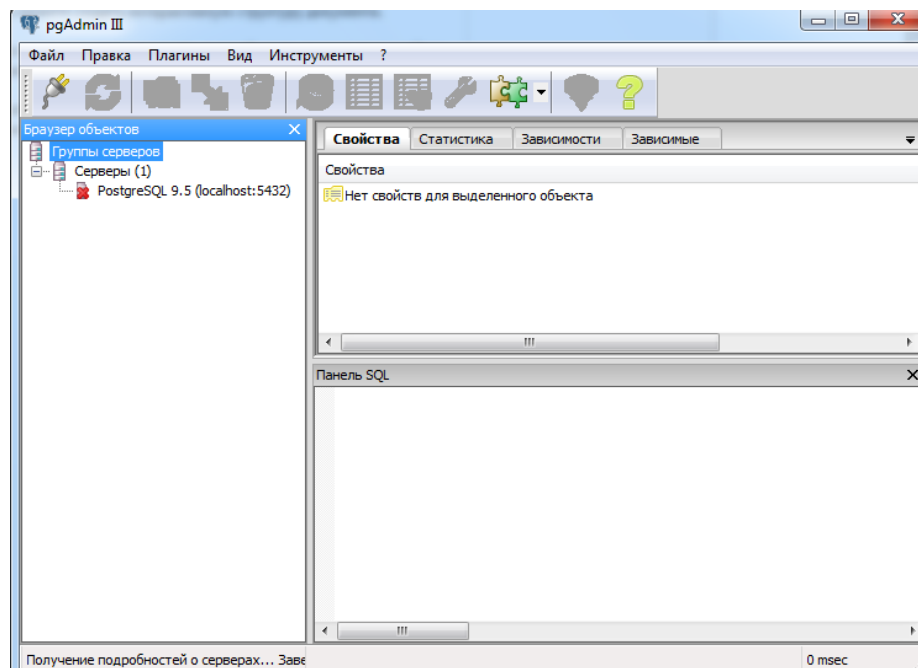 pgAdmin III
Файл Правка Плагины Вид Инструменты ?
Браузер объектов
Группы серверов
Серверы (1)
PostgreSQL 9.5 (localhost:5432)
Свойства Статистика Зависимости Зависимые
Свойства
Нет свойств для выделенного объекта
Панель SQL
Получение подробностей о серверах... Заве
0 msec